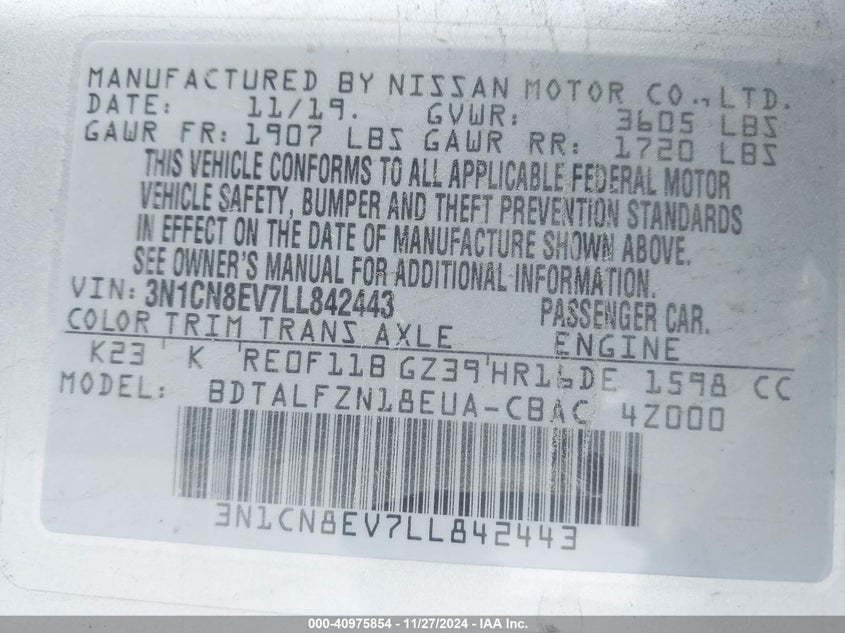 MANUFACTURED BY NISSAN MOTOR CO., LTD.
DATE: 11/19. GVWR: 3605 LBS
GAWR FR: 1907 LBS GAWR RR: 1720 LBS
THIS VEHICLE CONFORMS TO ALL APPLICABLE FEDERAL MOTOR
VEHICLE SAFETY, BUMPER AND THEFT PREVENTION STANDARDS
IN EFFECT ON THE DATE OF MANUFACTURE SHOWN ABOVE.
SEE OWNER'S MANUAL FOR ADDITIONAL INFORMATION.
VIN: 3N1CN8EV7LL842443 PASSENGER CAR.
COLOR TRIM TRANS AXLE ENGINE
K23 K RE0F11B GZ39 HR16DE 1598 CC
MODEL: BDTALFZN18EUA-CBAC 4Z000
3N1CN8EV7LL842443
000-40975854 - 11/27/2024 - IAA Inc.